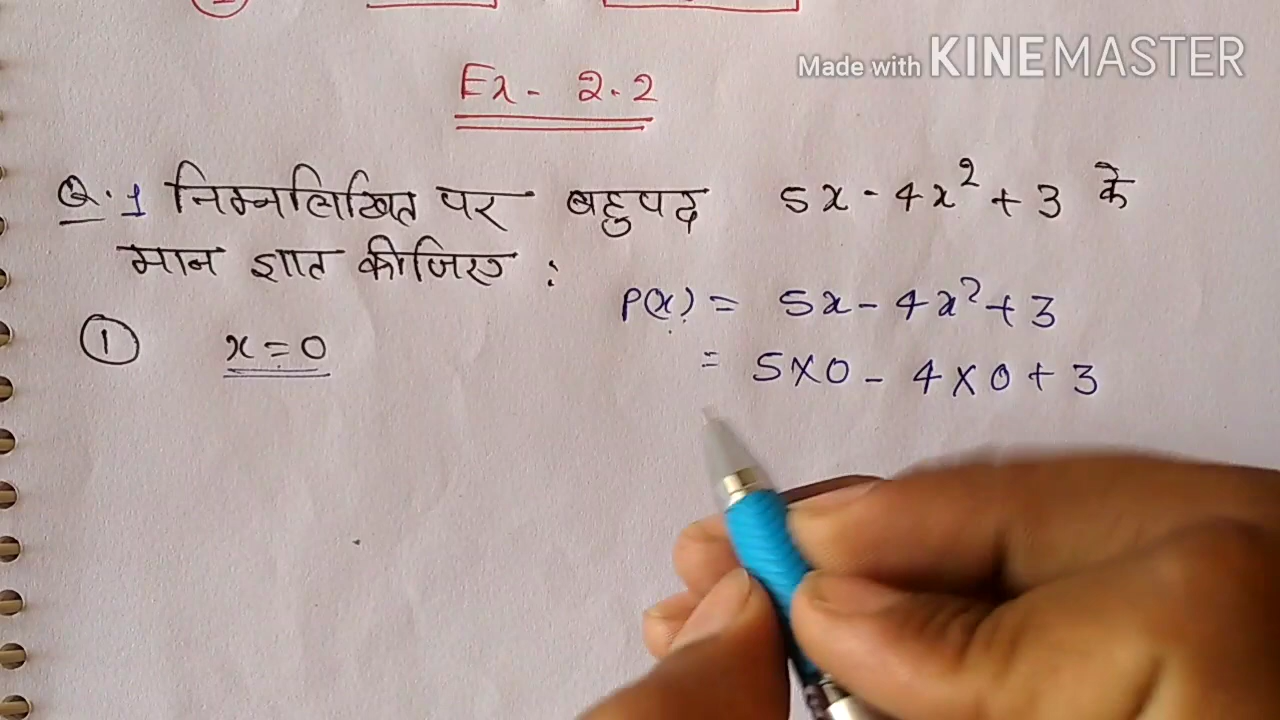 Made with KINEMASTER
Ex - 2.2
Q.1 निम्नलिखित पर बहुपद 5x - 4x² + 3 के
मान ज्ञात कीजिए :
① x = 0
P(x) = 5x - 4x² + 3
= 5×0 - 4×0 + 3